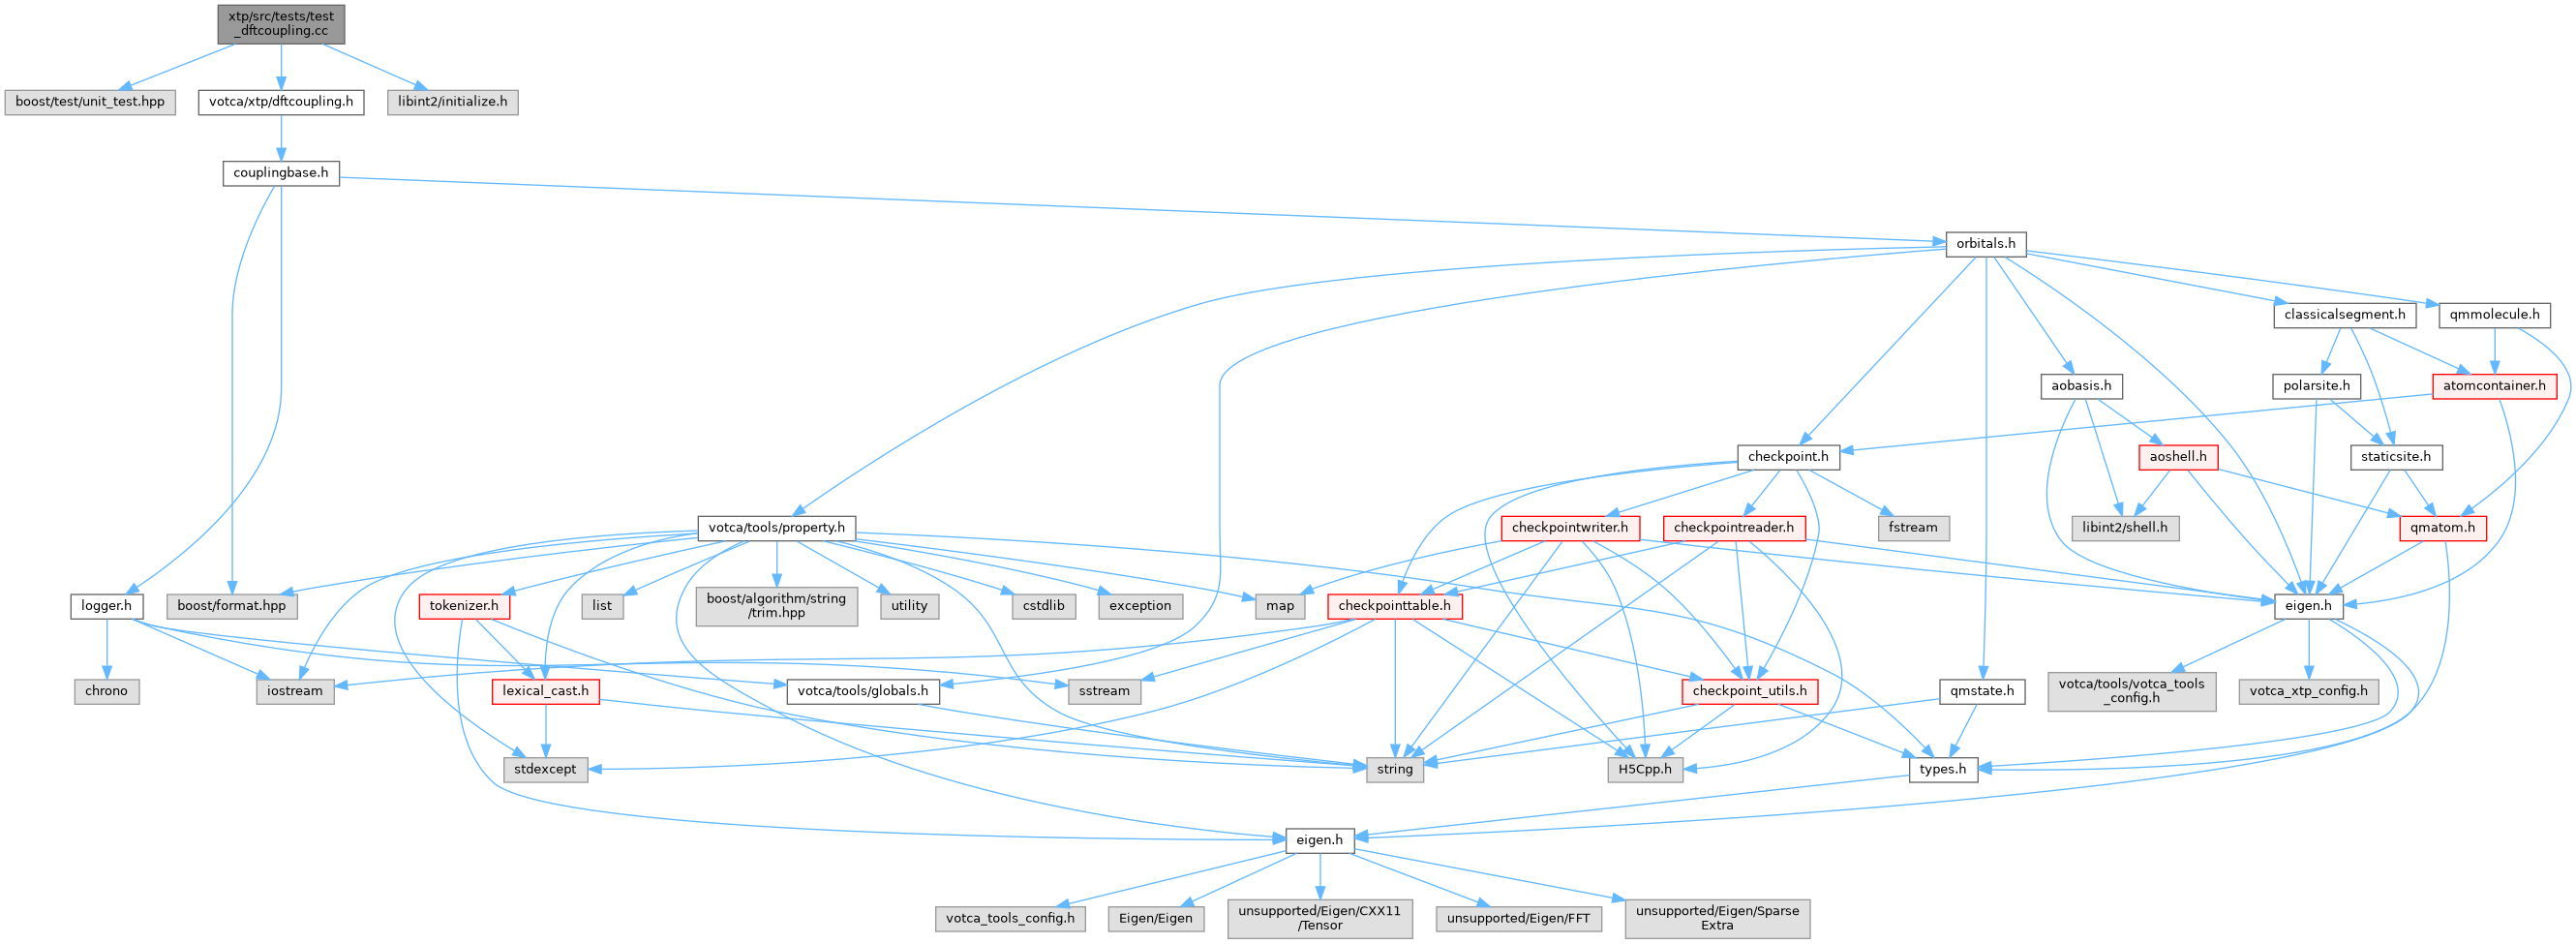 xtp/src/tests/test
_dftcoupling.cc
boost/test/unit_test.hpp
votca/xtp/dftcoupling.h
libint2/initialize.h
couplingbase.h
orbitals.h
classicalsegment.h
qmmolecule.h
aobasis.h
polarsite.h
atomcontainer.h
checkpoint.h
aoshell.h
staticsite.h
votca/tools/property.h
checkpointwriter.h
checkpointreader.h
fstream
libint2/shell.h
qmatom.h
logger.h
boost/format.hpp
tokenizer.h
list
boost/algorithm/string
/trim.hpp
utility
cstdlib
exception
map
checkpointtable.h
eigen.h
chrono
iostream
lexical_cast.h
votca/tools/globals.h
sstream
checkpoint_utils.h
qmstate.h
votca/tools/votca_tools
_config.h
votca_xtp_config.h
stdexcept
string
H5Cpp.h
types.h
eigen.h
votca_tools_config.h
Eigen/Eigen
unsupported/Eigen/CXX11
/Tensor
unsupported/Eigen/FFT
unsupported/Eigen/Sparse
Extra